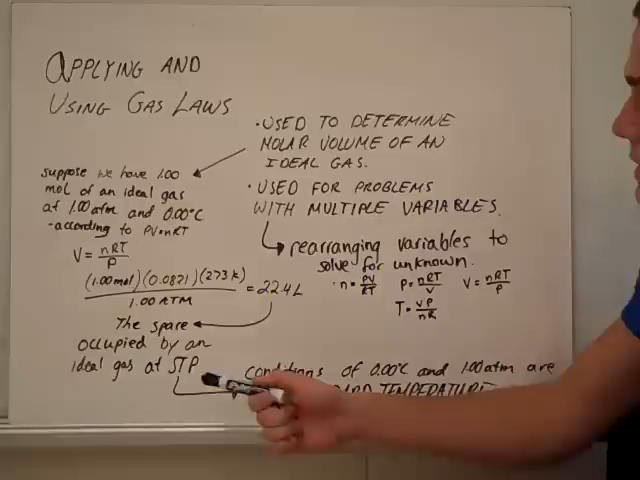 APPLYING AND
USING GAS LAWS
• USED TO DETERMINE
MOLAR VOLUME OF AN
IDEAL GAS.
suppose we have 1.00
mol of an ideal gas
at 1.00 atm and 0.00°C
- according to PV=nRT
V = nRT/P
(1.00 mol)(0.0821)(273 K)
/ 1.00 ATM = 22.4 L
The spare
occupied by an
ideal gas at STP
• USED FOR PROBLEMS
WITH MULTIPLE VARIABLES.
rearranging variables to
solve for unknown.
• n = PV/RT P = nRT/V V = nRT/P
T = VP/nR
conditions of 0.00°C and 1.00 atm are
TEMPERATURE